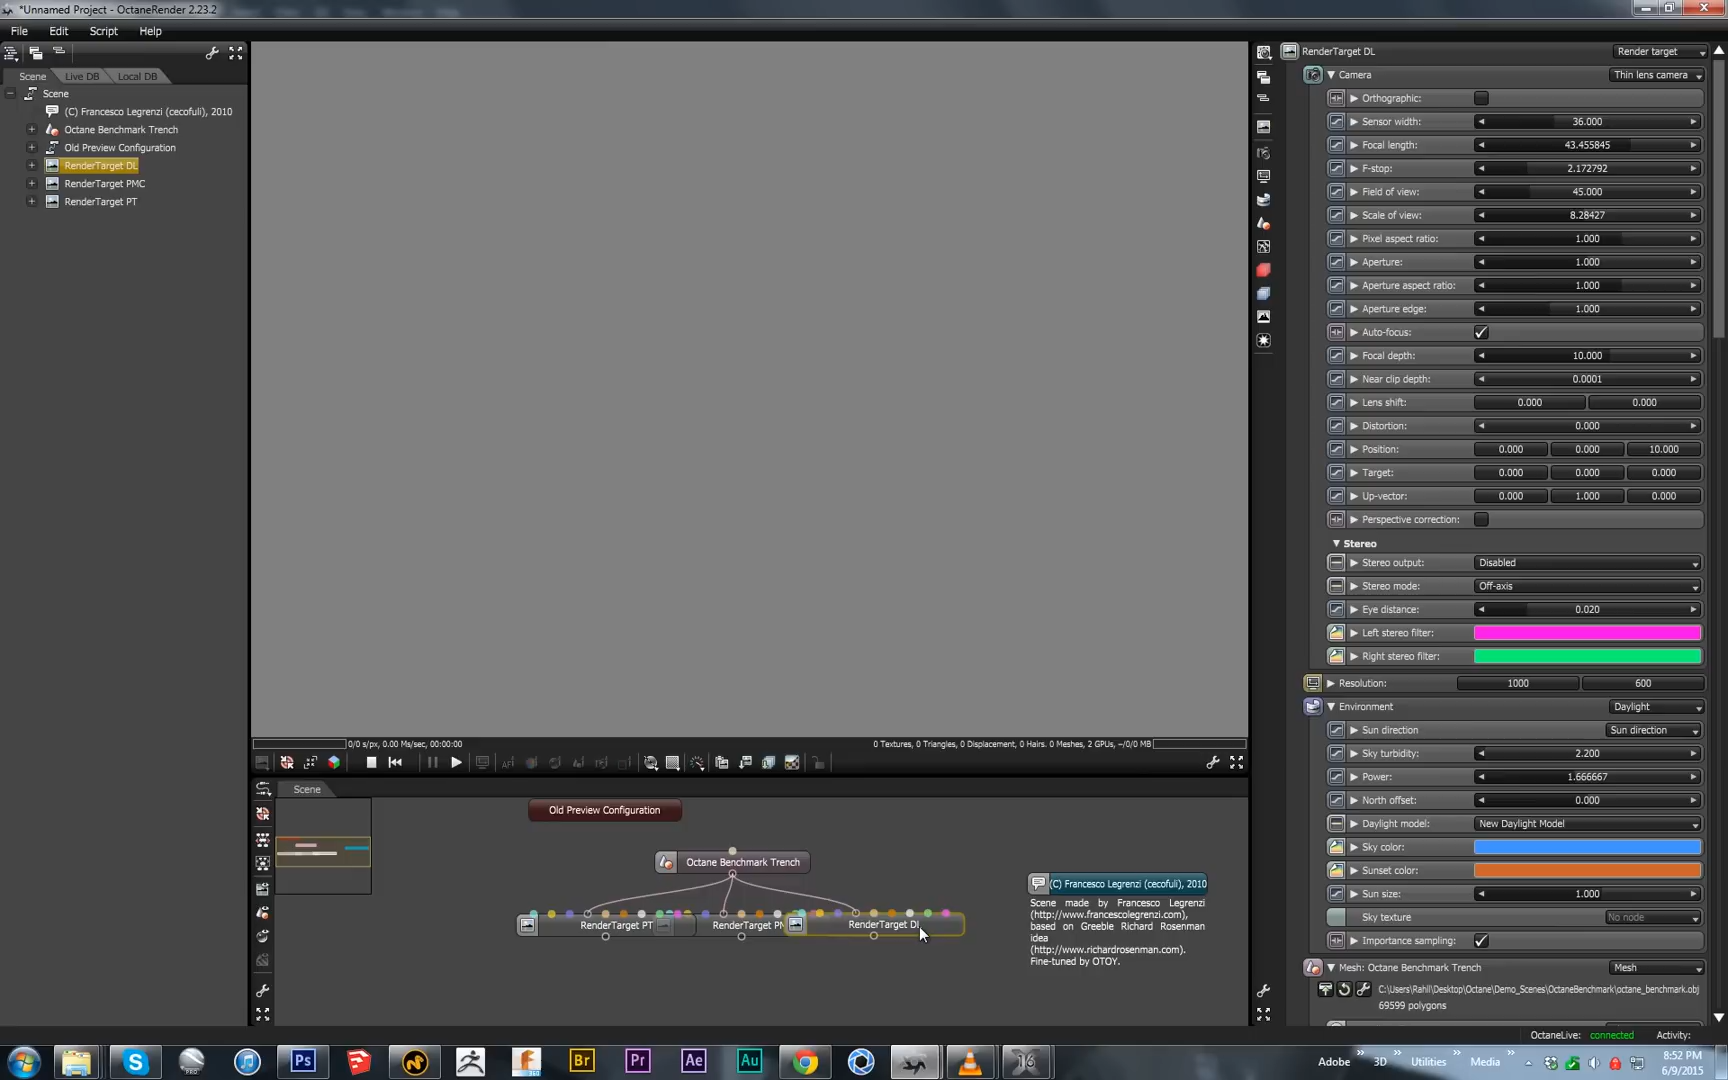 *Unnamed Project - OctaneRender 2.23.2
File Edit Script Help
Scene Live DB Local DB
Scene
(C) Francesco Legrenzi (cecofuli), 2010
Octane Benchmark Trench
Old Preview Configuration
RenderTarget DL
RenderTarget PMC
RenderTarget PT
0/0 s/px, 0.00 Ms/sec, 00:00:00
0 Textures, 0 Triangles, 0 Displacement, 0 Hairs. 0 Meshes, 2 GPUs, -/0/0 MB
Scene
Old Preview Configuration
Octane Benchmark Trench
RenderTarget PT
RenderTarget PM
RenderTarget DL
(C) Francesco Legrenzi (cecofuli), 2010
Scene made by Francesco Legrenzi
(http://www.francescolegrenzi.com),
based on Greeble Richard Rosenman
idea
(http://www.richardrosenman.com).
Fine-tuned by OTOY.
RenderTarget DL Render target
Camera Thin lens camera
Orthographic:
Sensor width: 36.000
Focal length: 43.455845
F-stop: 2.172792
Field of view: 45.000
Scale of view: 8.28427
Pixel aspect ratio: 1.000
Aperture: 1.000
Aperture aspect ratio: 1.000
Aperture edge: 1.000
Auto-focus:
Focal depth: 10.000
Near clip depth: 0.0001
Lens shift: 0.000 0.000
Distortion: 0.000
Position: 0.000 0.000 10.000
Target: 0.000 0.000 0.000
Up-vector: 0.000 1.000 0.000
Perspective correction:
Stereo
Stereo output: Disabled
Stereo mode: Off-axis
Eye distance: 0.020
Left stereo filter:
Right stereo filter:
Resolution: 1000 600
Environment Daylight
Sun direction Sun direction
Sky turbidity: 2.200
Power: 1.666667
North offset: 0.000
Daylight model: New Daylight Model
Sky color:
Sunset color:
Sun size: 1.000
Sky texture No node
Importance sampling:
Mesh: Octane Benchmark Trench Mesh
C:\Users\Rahil\Desktop\Octane\Demo_Scenes\OctaneBenchmark\octane_benchmark.obj
69599 polygons
OctaneLive: connected Activity:
PRO
Ps
360
Br
Pr
Ae
Au
Adobe » 3D » Utilities » Media »
8:52 PM
6/9/2015